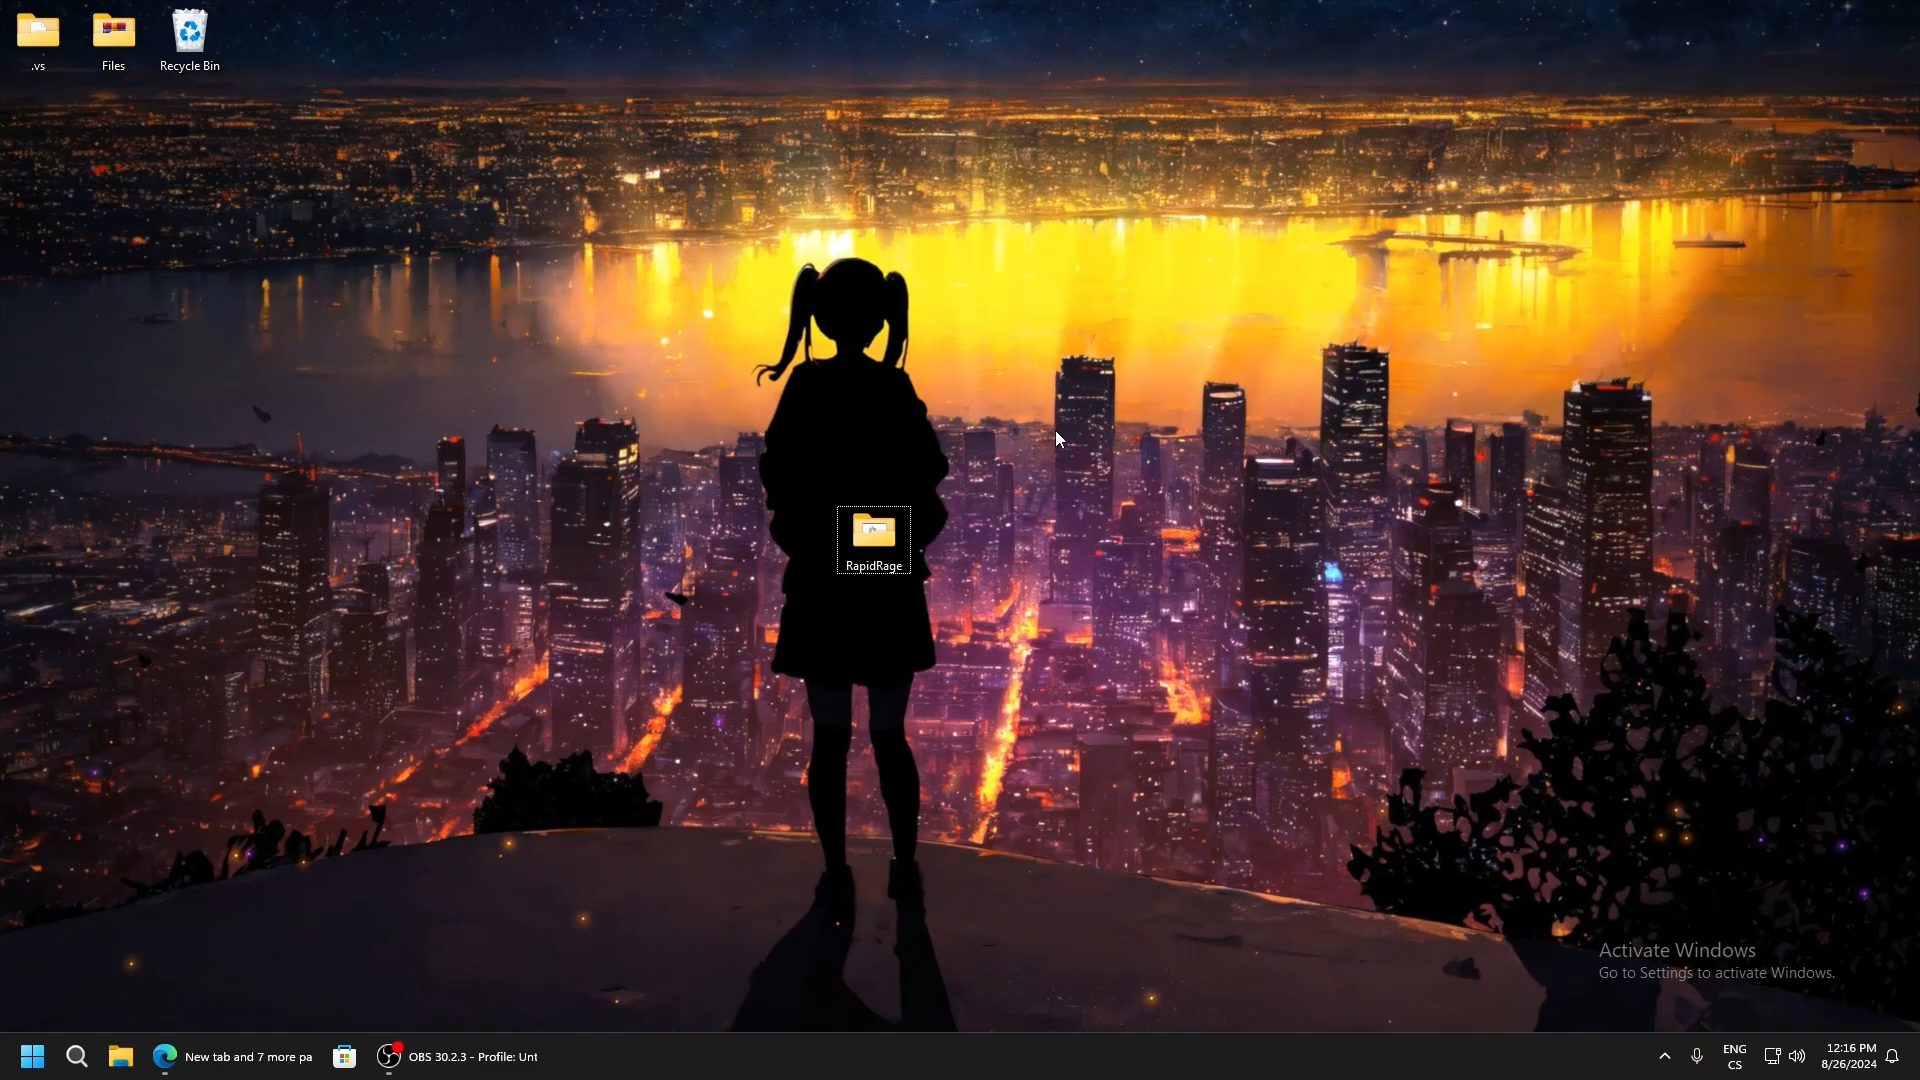 .vs
Files
Recycle Bin
RapidRage
Activate Windows
Go to Settings to activate Windows.
New tab and 7 more pa
OBS 30.2.3 - Profile: Unt
ENG
CS
12:16 PM
8/26/2024